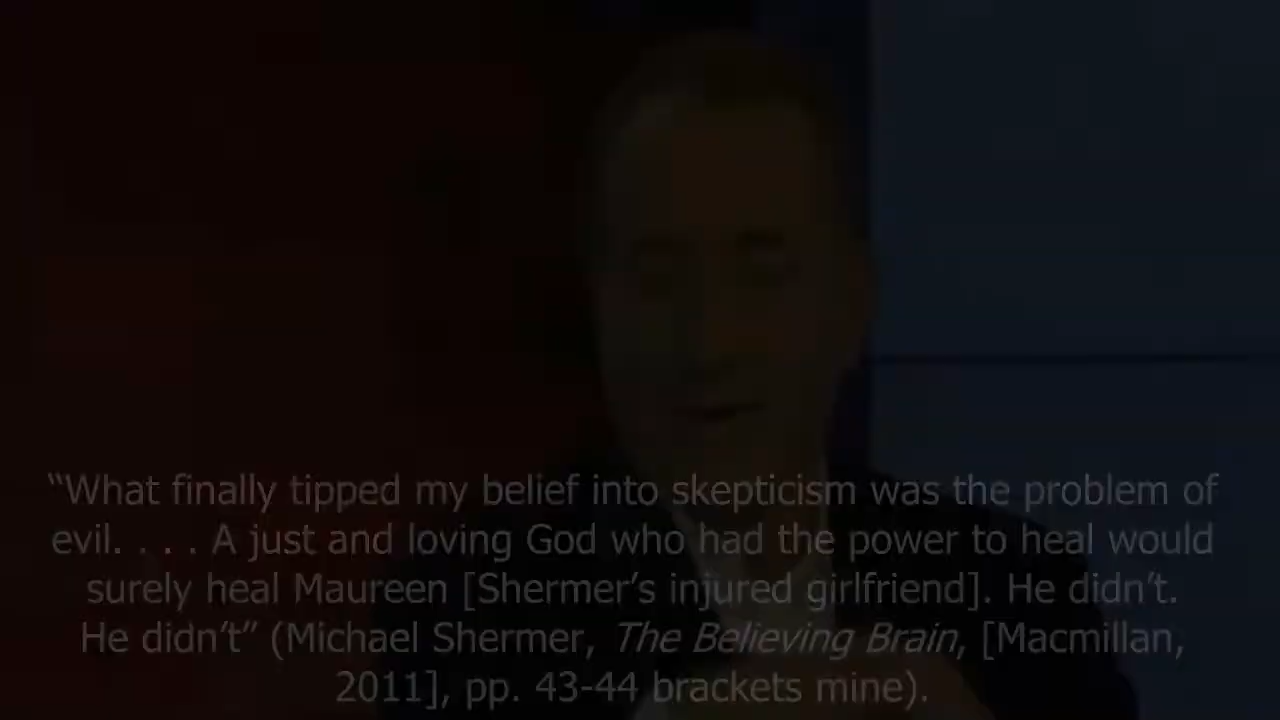 “What finally tipped my belief into skepticism was the problem of
evil. . . . A just and loving God who had the power to heal would
surely heal Maureen [Shermer’s injured girlfriend]. He didn’t.
He didn’t” (Michael Shermer, The Believing Brain, [Macmillan,
2011], pp. 43-44 brackets mine).